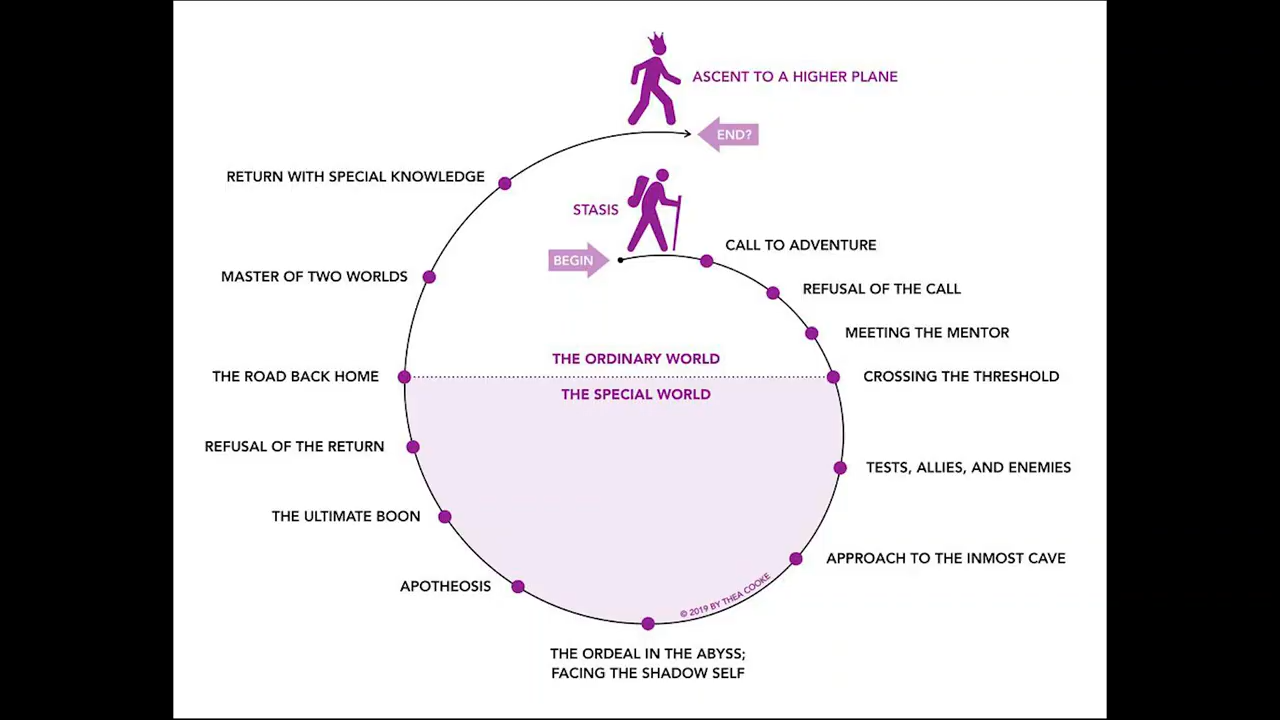 ASCENT TO A HIGHER PLANE
END?
RETURN WITH SPECIAL KNOWLEDGE
STASIS
BEGIN
CALL TO ADVENTURE
MASTER OF TWO WORLDS
REFUSAL OF THE CALL
MEETING THE MENTOR
THE ORDINARY WORLD
THE ROAD BACK HOME
CROSSING THE THRESHOLD
THE SPECIAL WORLD
REFUSAL OF THE RETURN
TESTS, ALLIES, AND ENEMIES
THE ULTIMATE BOON
APPROACH TO THE INMOST CAVE
APOTHEOSIS
© 2019 BY THEA COOKE
THE ORDEAL IN THE ABYSS;
FACING THE SHADOW SELF